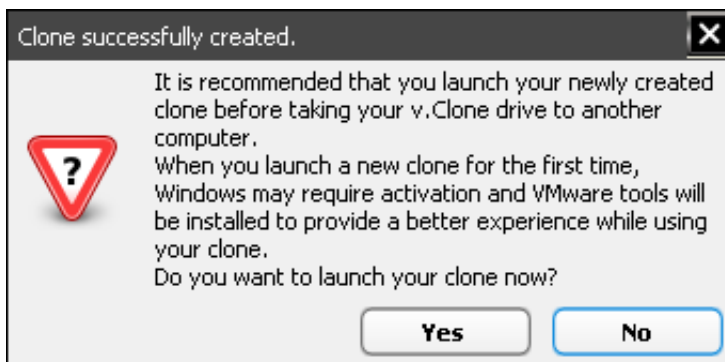 Clone successfully created.
It is recommended that you launch your newly created
clone before taking your v.Clone drive to another
computer.
When you launch a new clone for the first time,
Windows may require activation and VMware tools will
be installed to provide a better experience while using
your clone.
Do you want to launch your clone now?
Yes
No